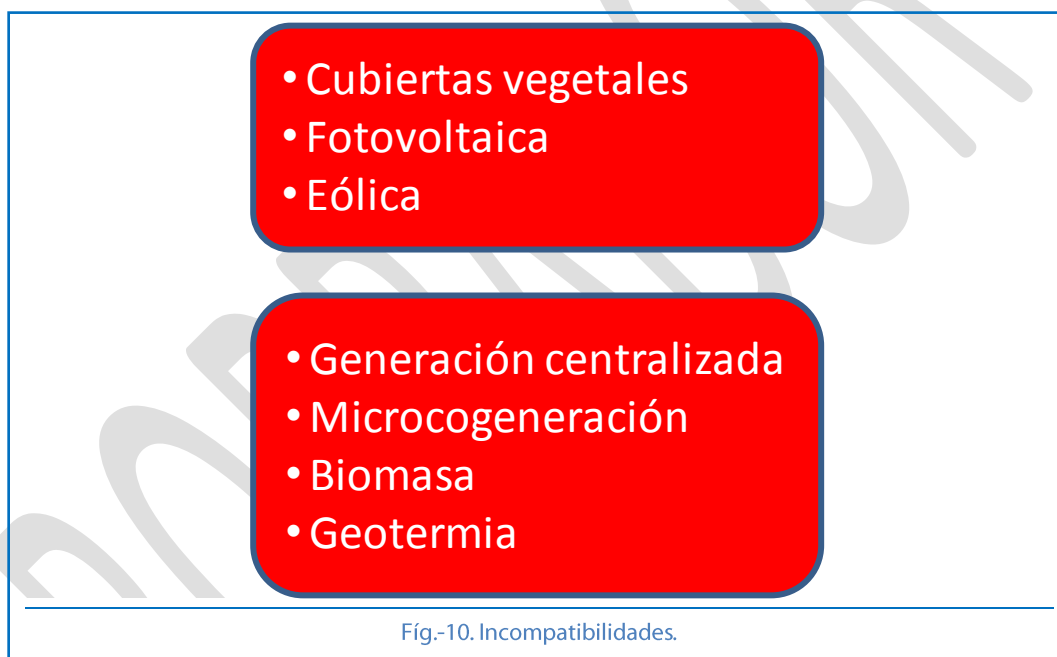 • Cubiertas vegetales
• Fotovoltaica
• Eólica
• Generación centralizada
• Microcogeneración
• Biomasa
• Geotermia
Fíg.-10. Incompatibilidades.